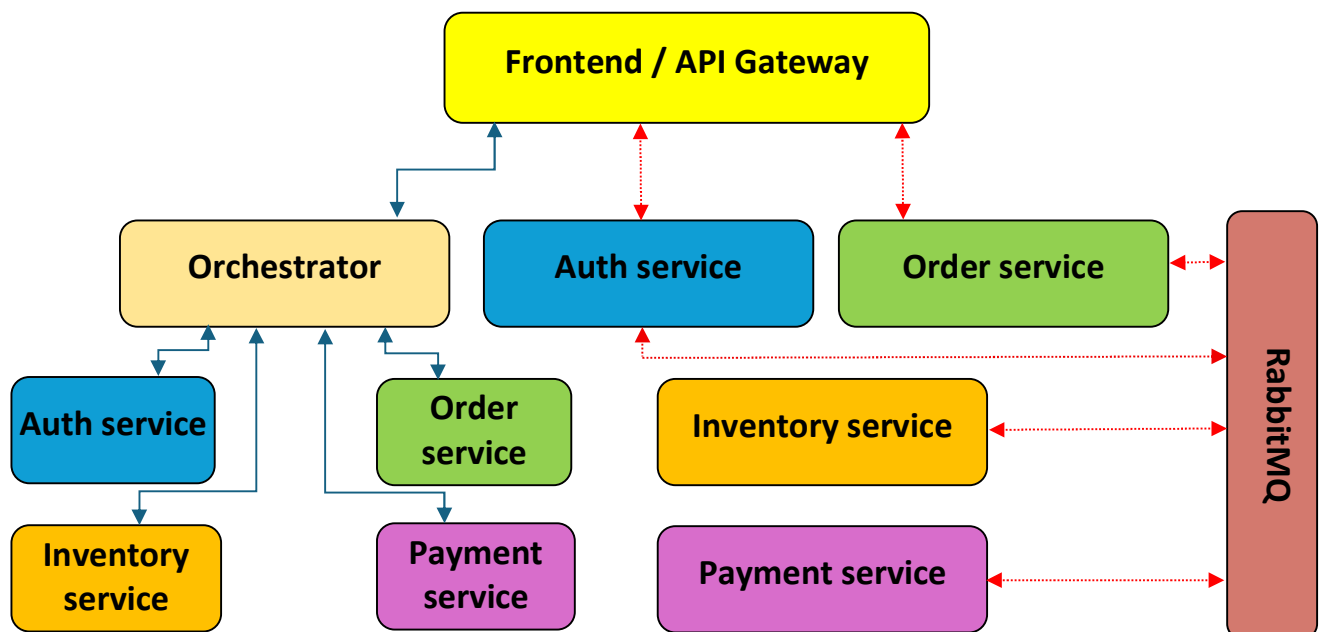 Frontend / API Gateway
Orchestrator
Auth service
Order service
RabbitMQ
Auth service
Order
service
Inventory service
Inventory
service
Payment
service
Payment service